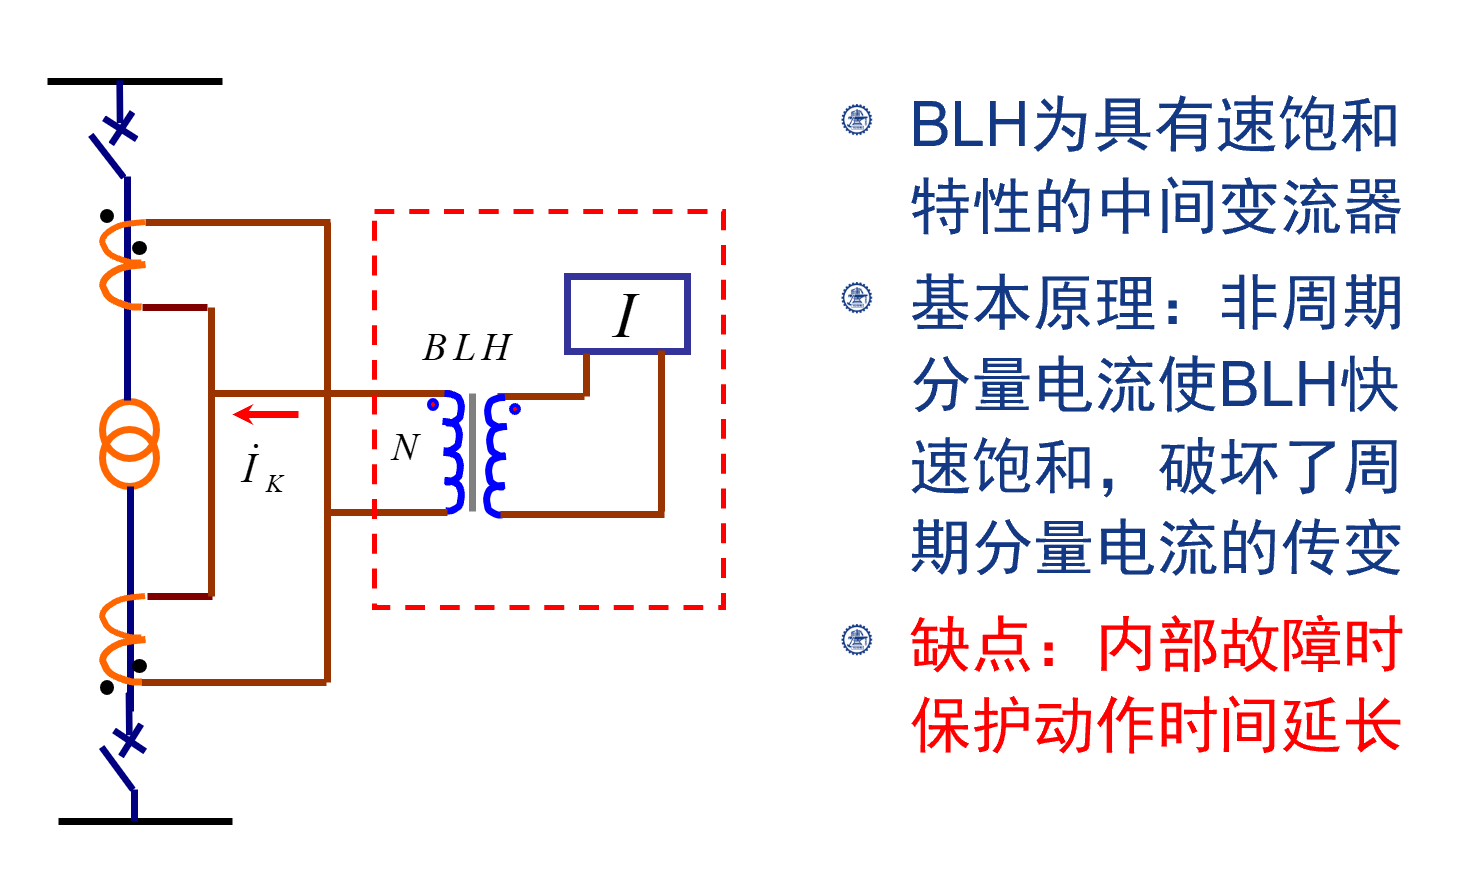 BLH为具有速饱和
特性的中间变流器
基本原理：非周期
分量电流使BLH快
速饱和，破坏了周
期分量电流的传变
缺点：内部故障时
保护动作时间延长
I
BLH
N
İ K